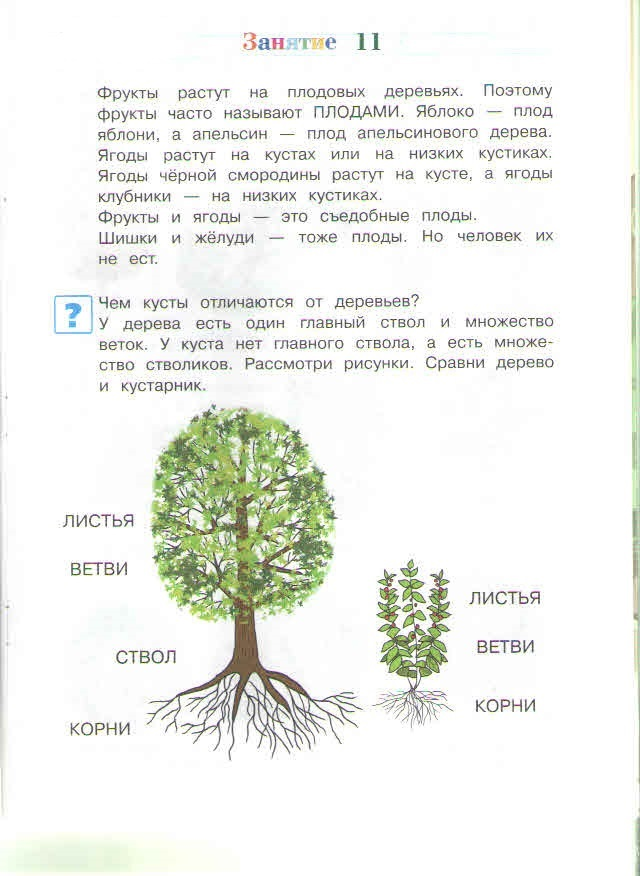 Занятие 11
Фрукты растут на плодовых деревьях. Поэтому
фрукты часто называют ПЛОДАМИ. Яблоко — плод
яблони, а апельсин — плод апельсинового дерева.
Ягоды растут на кустах или на низких кустиках.
Ягоды чёрной смородины растут на кусте, а ягоды
клубники — на низких кустиках.
Фрукты и ягоды — это съедобные плоды.
Шишки и жёлуди — тоже плоды. Но человек их
не ест.
?
Чем кусты отличаются от деревьев?
У дерева есть один главный ствол и множество
веток. У куста нет главного ствола, а есть множе-
ство стволиков. Рассмотри рисунки. Сравни дерево
и кустарник.
ЛИСТЬЯ
ВЕТВИ
СТВОЛ
КОРНИ
ЛИСТЬЯ
ВЕТВИ
КОРНИ